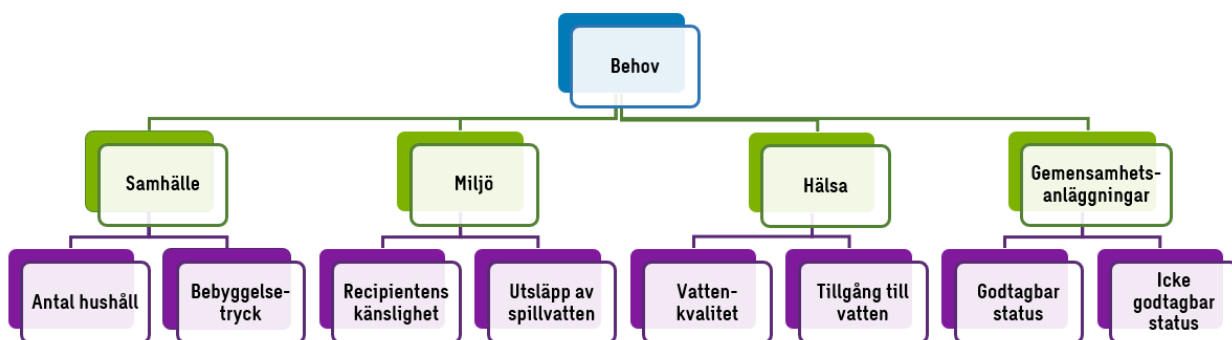 Behov
Samhälle
Miljö
Hälsa
Gemensamhets-
anläggningar
Antal hushåll
Bebyggelse-
tryck
Recipientens
känslighet
Utsläpp av
spillvatten
Vatten-
kvalitet
Tillgång till
vatten
Godtagbar
status
Icke
godtagbar
status